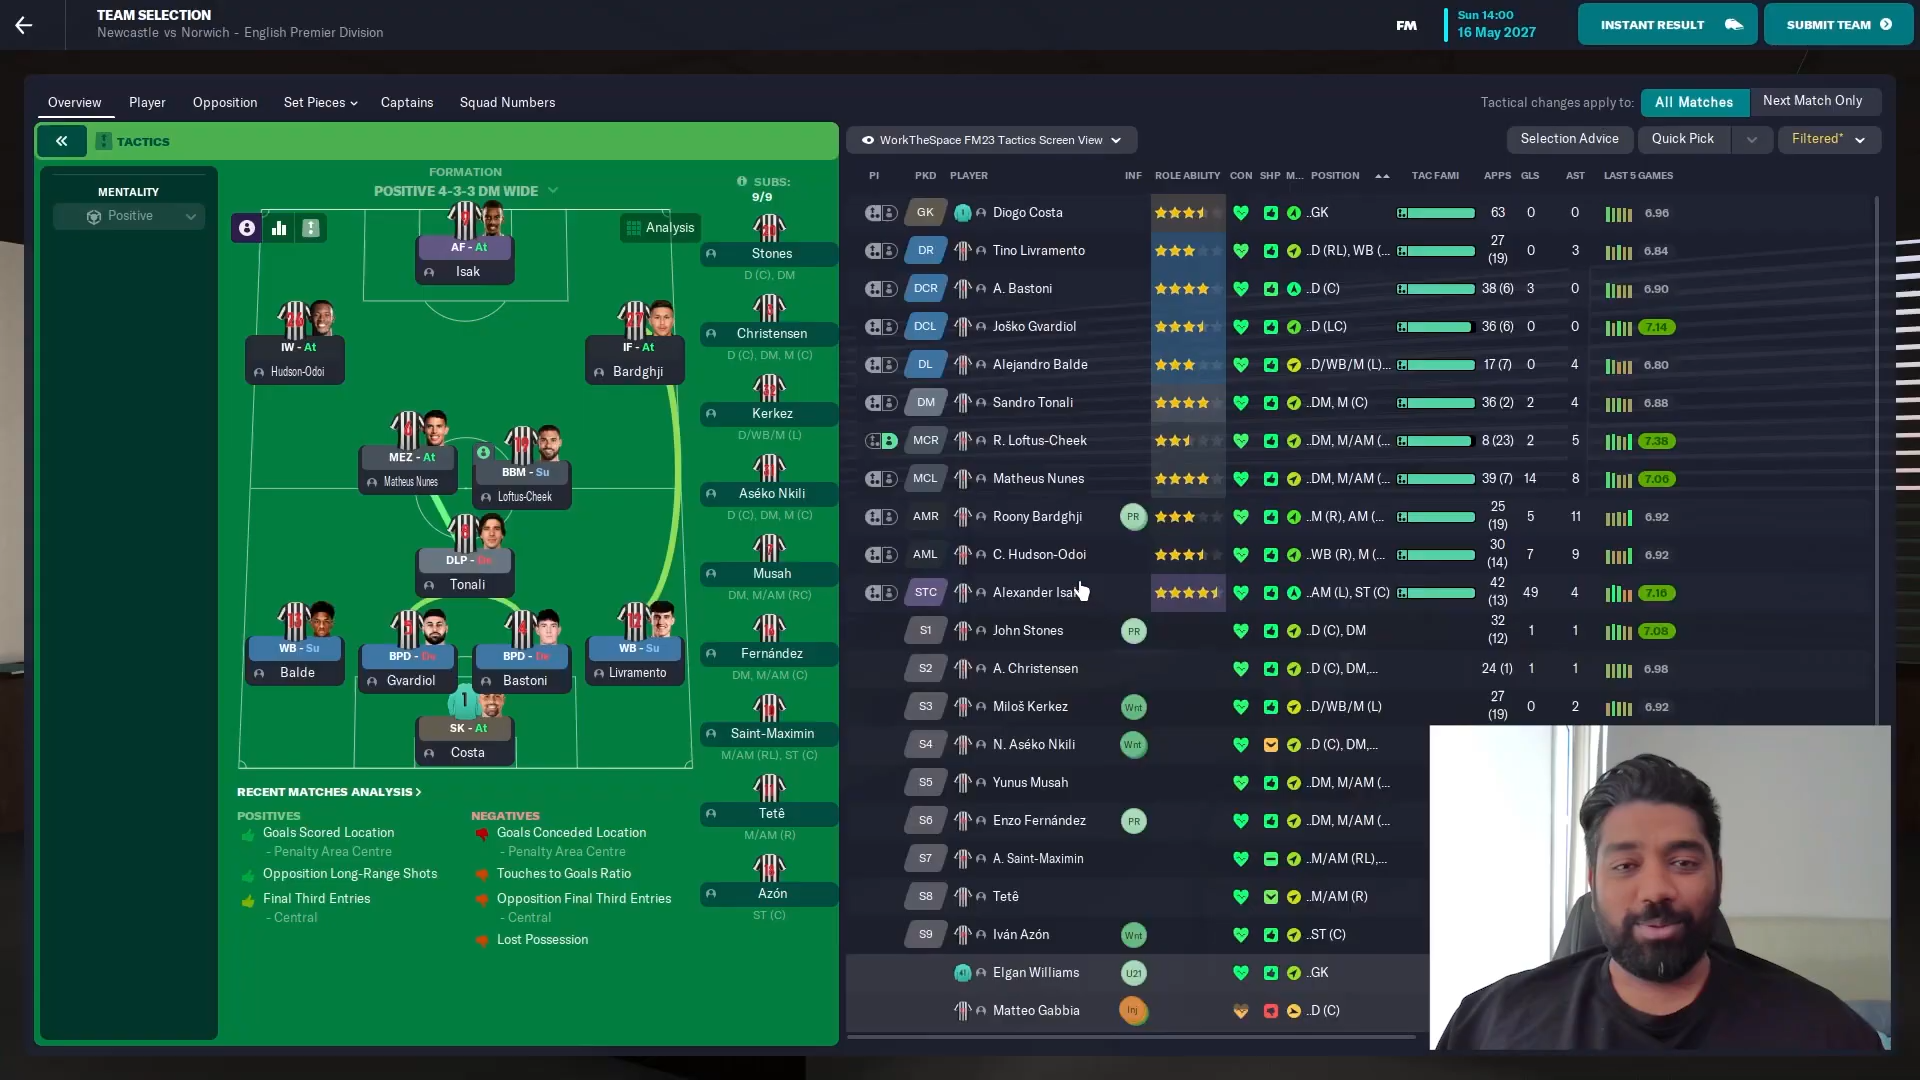 TEAM SELECTION
Newcastle vs Norwich - English Premier Division
FM
Sun 14:00
16 May 2027
INSTANT RESULT
SUBMIT TEAM
Overview
Player
Opposition
Set Pieces
Captains
Squad Numbers
Tactical changes apply to:
All Matches
Next Match Only
TACTICS
MENTALITY
Positive
FORMATION
POSITIVE 4-3-3 DM WIDE
SUBS:
9/9
Analysis
AF - At
Isak
IW - At
Hudson-Odoi
IF - At
Bardghji
MEZ - At
Matheus Nunes
BBM - Su
Loftus-Cheek
DLP - De
Tonali
WB - Su
Balde
BPD - De
Gvardiol
BPD - De
Bastoni
WB - Su
Livramento
1
SK - At
Costa
Stones
D (C), DM
Christensen
D (C), DM, M (C)
Kerkez
D/WB/M (L)
Aséko Nkili
D (C), DM, M (C)
Musah
DM, M/AM (RC)
Fernández
DM, M/AM (C)
Saint-Maximin
M/AM (RL), ST (C)
Tetê
M/AM (R)
Azón
ST (C)
RECENT MATCHES ANALYSIS >
POSITIVES
Goals Scored Location
- Penalty Area Centre
Opposition Long-Range Shots
Final Third Entries
- Central
NEGATIVES
Goals Conceded Location
- Penalty Area Centre
Touches to Goals Ratio
Opposition Final Third Entries
- Central
Lost Possession
WorkTheSpace FM23 Tactics Screen View
Selection Advice
Quick Pick
Filtered*
PI PKD PLAYER INF ROLE ABILITY CON SHP M... POSITION TAC FAMI APPS GLS AST LAST 5 GAMES
GK Diogo Costa ..GK 63 0 0 6.96
DR Tino Livramento ..D (RL), WB (... 27 (19) 0 3 6.84
DCR A. Bastoni ..D (C) 38 (6) 3 0 6.90
DCL Joško Gvardiol ..D (LC) 36 (6) 0 0 7.14
DL Alejandro Balde ..D/WB/M (L)... 17 (7) 0 4 6.80
DM Sandro Tonali ..DM, M (C) 36 (2) 2 4 6.88
MCR R. Loftus-Cheek ..DM, M/AM (... 8 (23) 2 5 7.38
MCL Matheus Nunes ..DM, M/AM (... 39 (7) 14 8 7.06
AMR Roony Bardghji PR ..M (R), AM (... 25 (19) 5 11 6.92
AML C. Hudson-Odoi ..WB (R), M (... 30 (14) 7 9 6.92
STC Alexander Isak ..AM (L), ST (C) 42 (13) 49 4 7.16
S1 John Stones PR ..D (C), DM 32 (12) 1 1 7.08
S2 A. Christensen ..D (C), DM,... 24 (1) 1 1 6.98
S3 Miloš Kerkez Wnt ..D/WB/M (L) 27 (19) 0 2 6.92
S4 N. Aséko Nkili Wnt ..D (C), DM,...
S5 Yunus Musah ..DM, M/AM (...
S6 Enzo Fernández PR ..DM, M/AM (...
S7 A. Saint-Maximin ..M/AM (RL),...
S8 Tetê ..M/AM (R)
S9 Iván Azón Wnt ..ST (C)
Elgan Williams U21 ..GK
Matteo Gabbia Inj ..D (C)